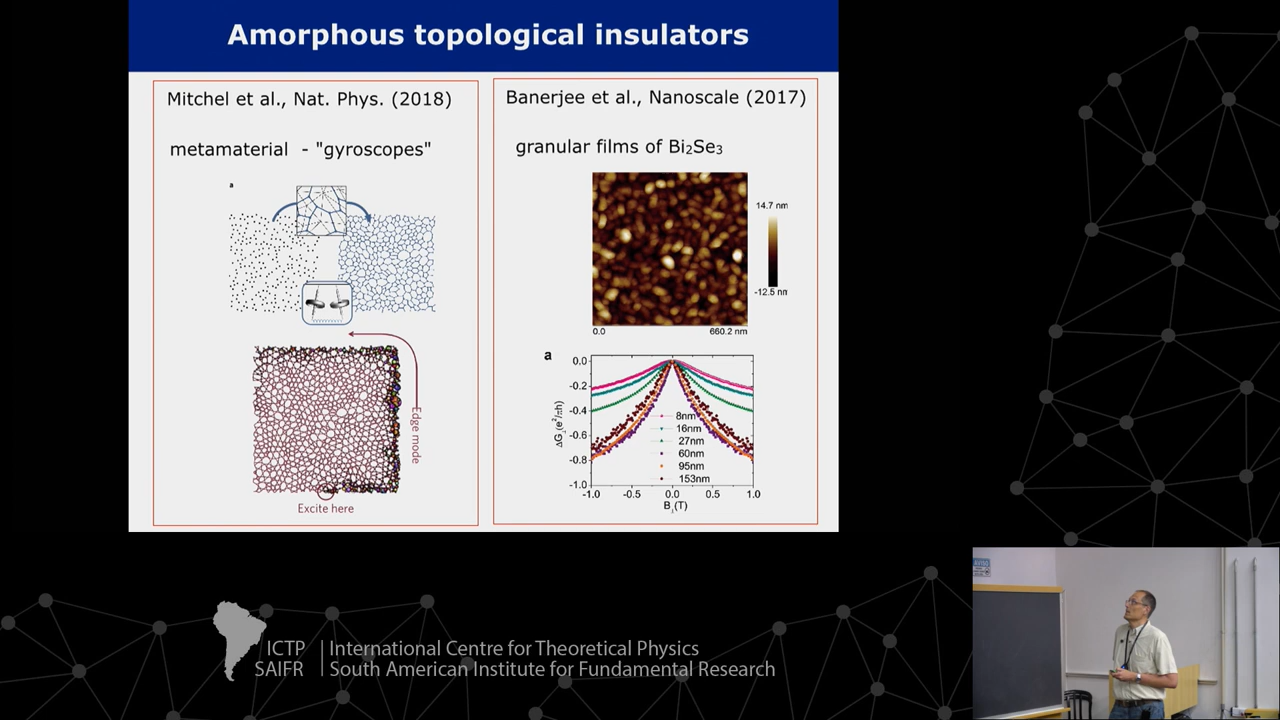 Amorphous topological insulators
Mitchel et al., Nat. Phys. (2018)
metamaterial - "gyroscopes"
a
Edge mode
Excite here
Banerjee et al., Nanoscale (2017)
granular films of Bi₂Se₃
14.7 nm
-12.5 nm
0.0
660.2 nm
a
0.0
-0.2
-0.4
-0.6
-0.8
-1.0
ΔG⊥(e²/πh)
8nm
16nm
27nm
60nm
95nm
153nm
-1.0 -0.5 0.0 0.5 1.0
B⊥(T)
ICTP International Centre for Theoretical Physics
SAIFR South American Institute for Fundamental Research